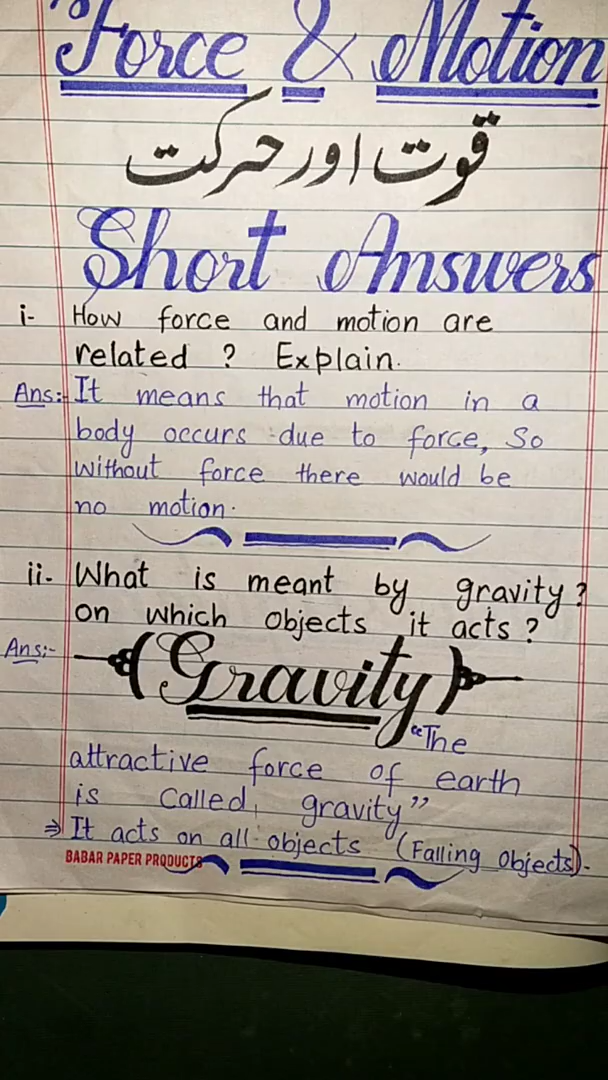 Force & Motion
قوت اور حرکت
Short Answers
i- How force and motion are
related ? Explain.
Ans:- It means that motion in a
body occurs due to force, So
without force there would be
no motion.
ii- What is meant by gravity?
on which objects it acts ?
Ans:- (Gravity)
"The
attractive force of earth
is Called, gravity"
⇒ It acts on all objects (Falling Objects).
BABAR PAPER PRODUCTS